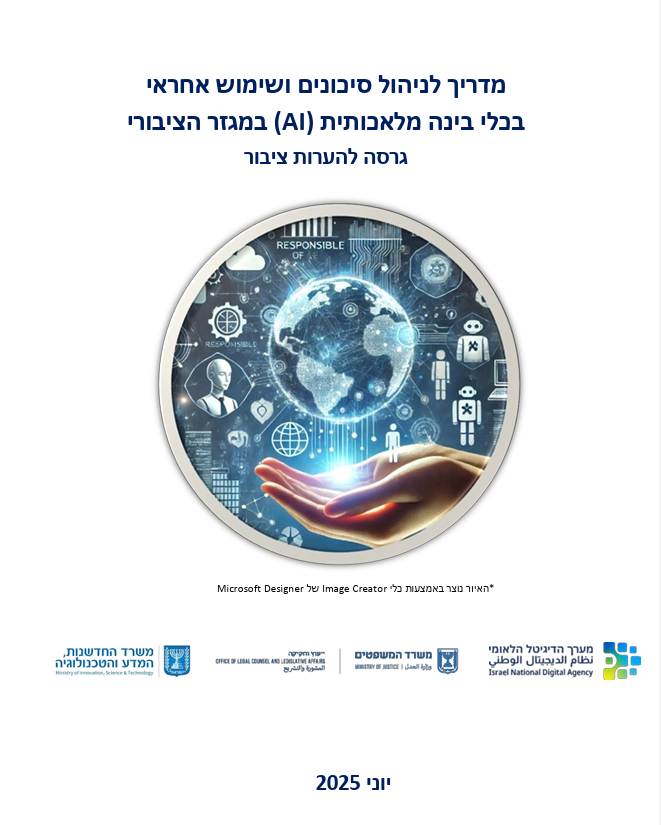 מדריך לניהול סיכונים ושימוש אחראי
בכלי בינה מלאכותית (AI) במגזר הציבורי
גרסה להערות ציבור
RESPONSIBLE
OF
RESPONSIBLE
*האיור נוצר באמצעות כלי Image Creator של Microsoft Designer
מערך הדיגיטל הלאומי
نظام الديجيتال الوطني
Israel National Digital Agency
משרד המשפטים
MINISTRY OF JUSTICE | وزارة العدل
ייעוץ וחקיקה
OFFICE OF LEGAL COUNSEL AND LEGISLATIVE AFFAIRS
المشورة والتشريع
משרד החדשנות,
המדע והטכנולוגיה
Ministry of Innovation, Science & Technology
יוני 2025